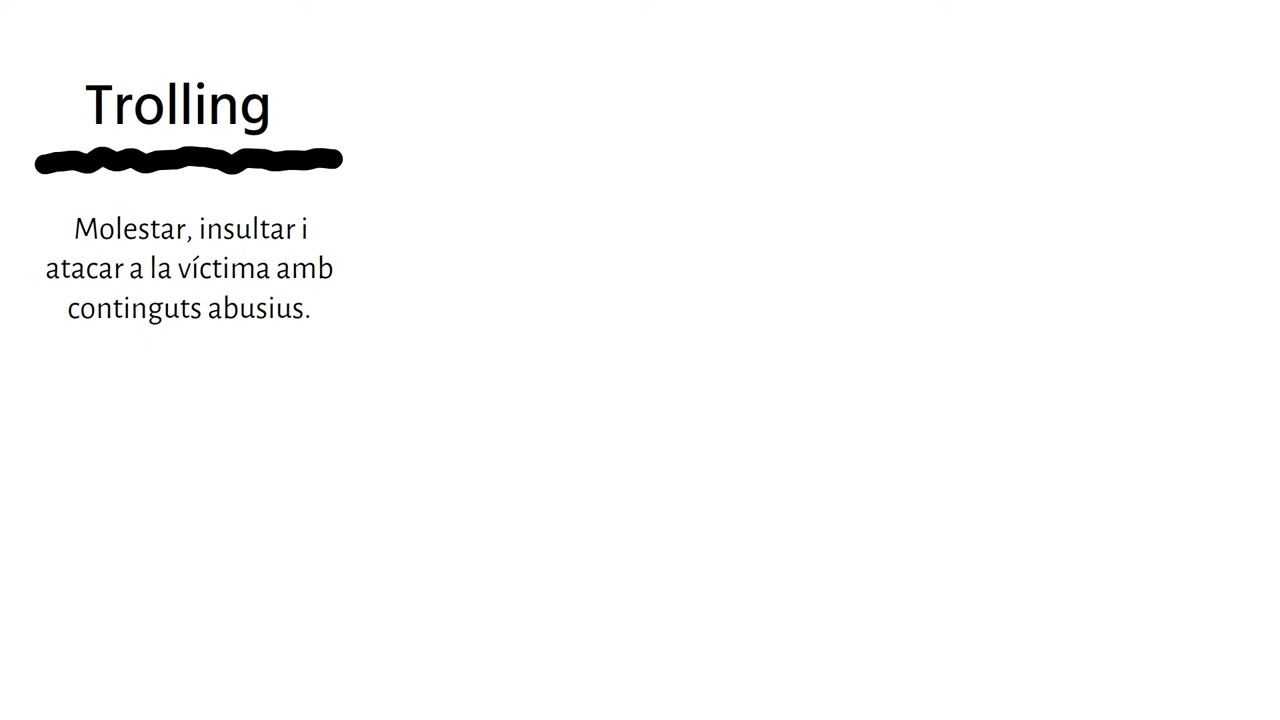 Trolling
Molestar, insultar i
atacar a la víctima amb
continguts abusius.